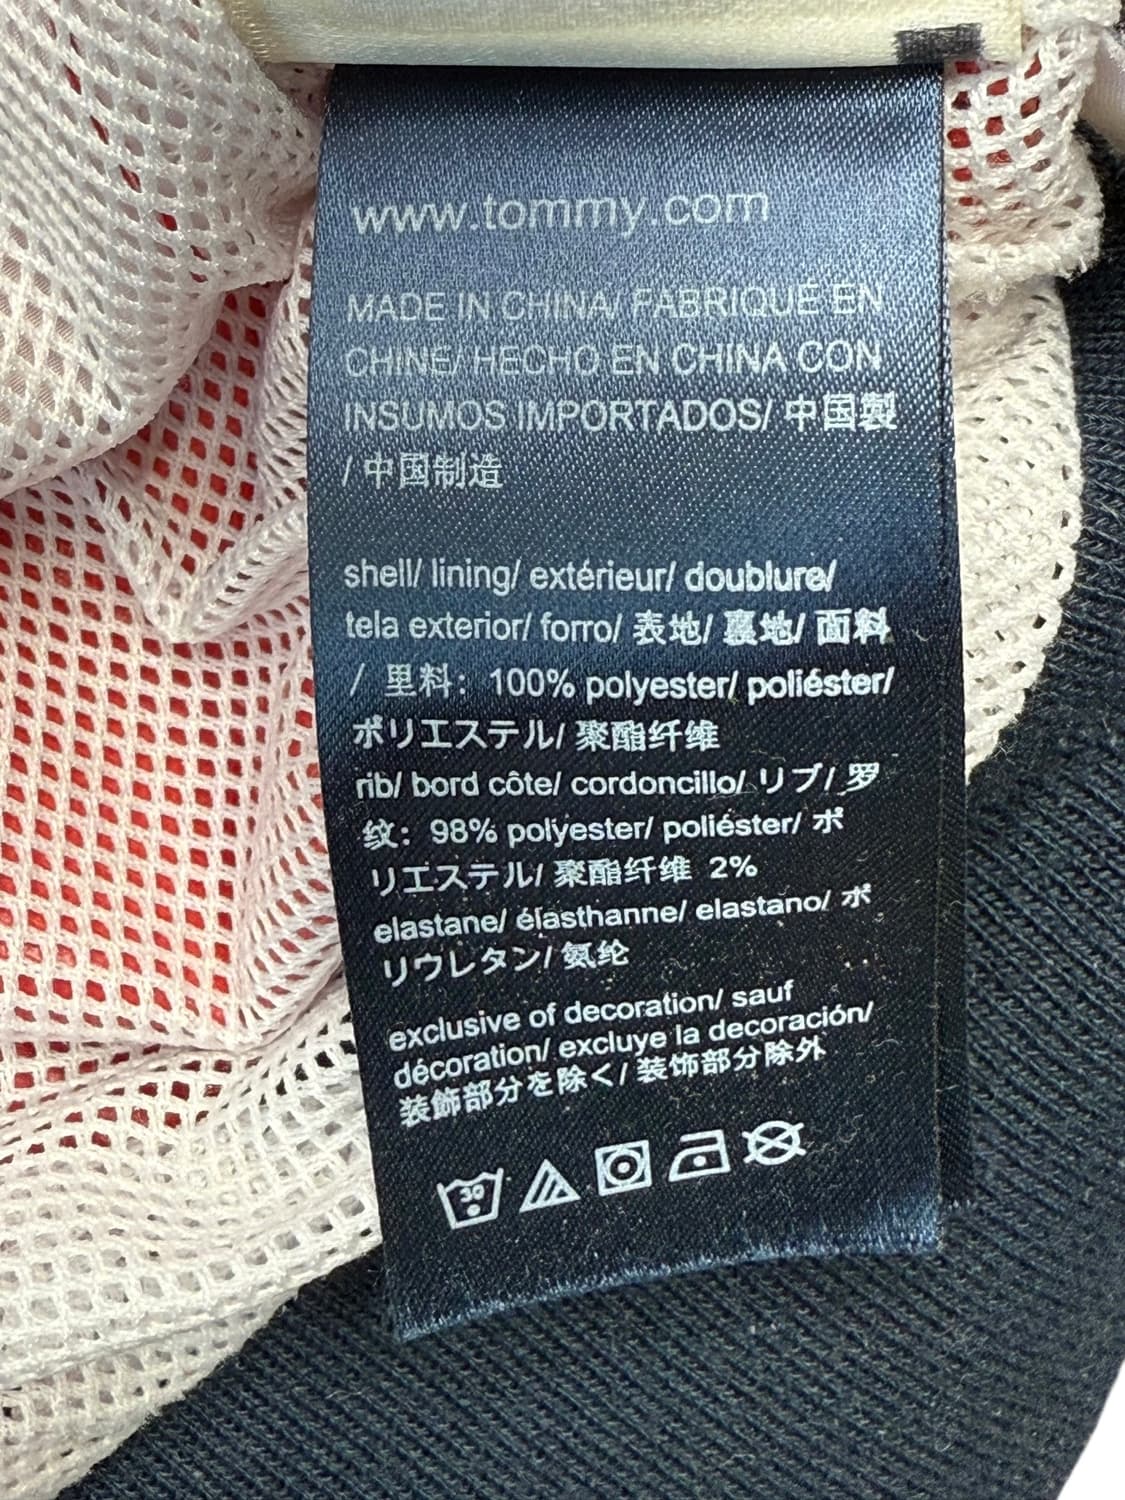 www.tommy.com
MADE IN CHINA/ FABRIQUÉ EN
CHINE/ HECHO EN CHINA CON
INSUMOS IMPORTADOS/ 中国製
/ 中国制造
shell/ lining/ extérieur/ doublure/
tela exterior/ forro/ 表地/ 裏地/ 面料
/ 里料: 100% polyester/ poliéster/
ポリエステル/ 聚酯纤维
rib/ bord côte/ cordoncillo/ リブ/ 罗
纹: 98% polyester/ poliéster/ ポ
リエステル/ 聚酯纤维 2%
elastane/ élasthanne/ elastano/ ポ
リウレタン/ 氨纶
exclusive of decoration/ sauf
décoration/ excluye la decoración/
装飾部分を除く/ 装饰部分除外
30